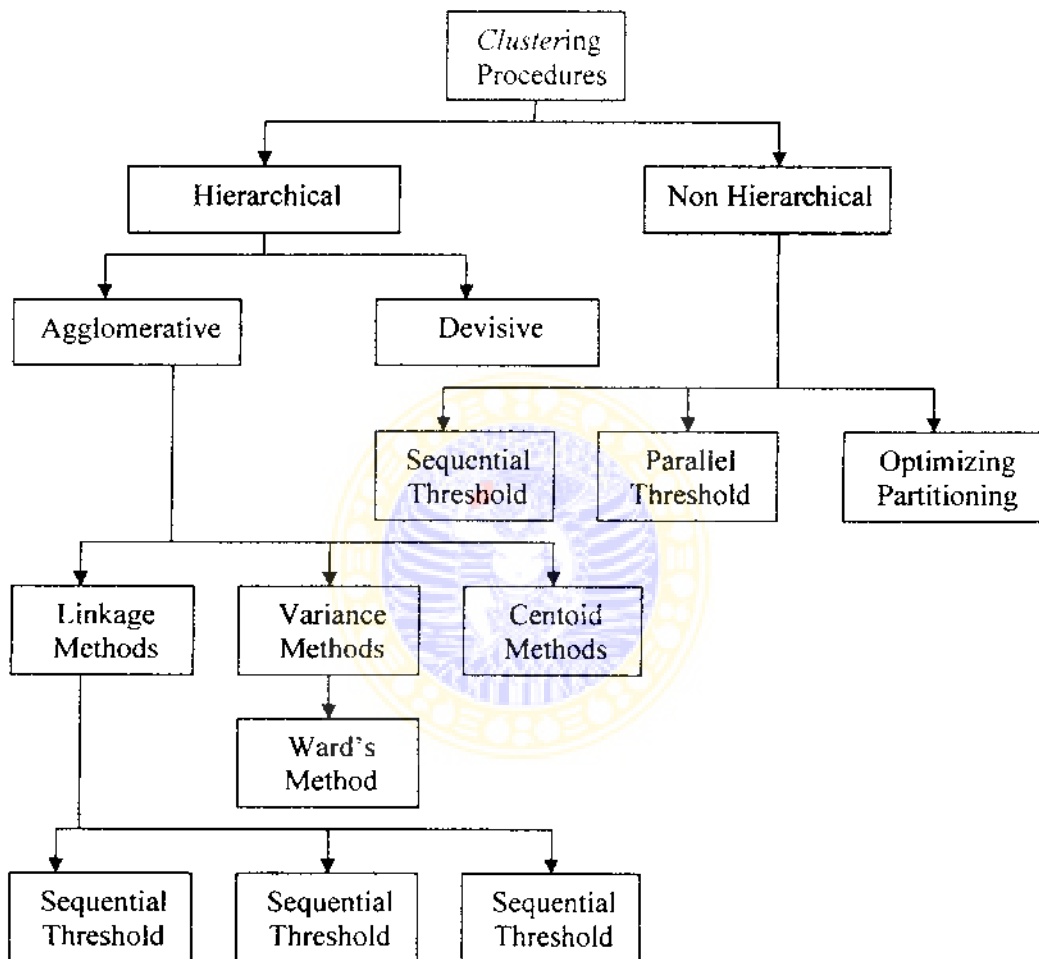 Clustering
Procedures
Hierarchical
Non Hierarchical
Agglomerative
Devisive
Sequential
Threshold
Parallel
Threshold
Optimizing
Partitioning
Linkage
Methods
Variance
Methods
Centoid
Methods
Ward's
Method
Sequential
Threshold
Sequential
Threshold
Sequential
Threshold